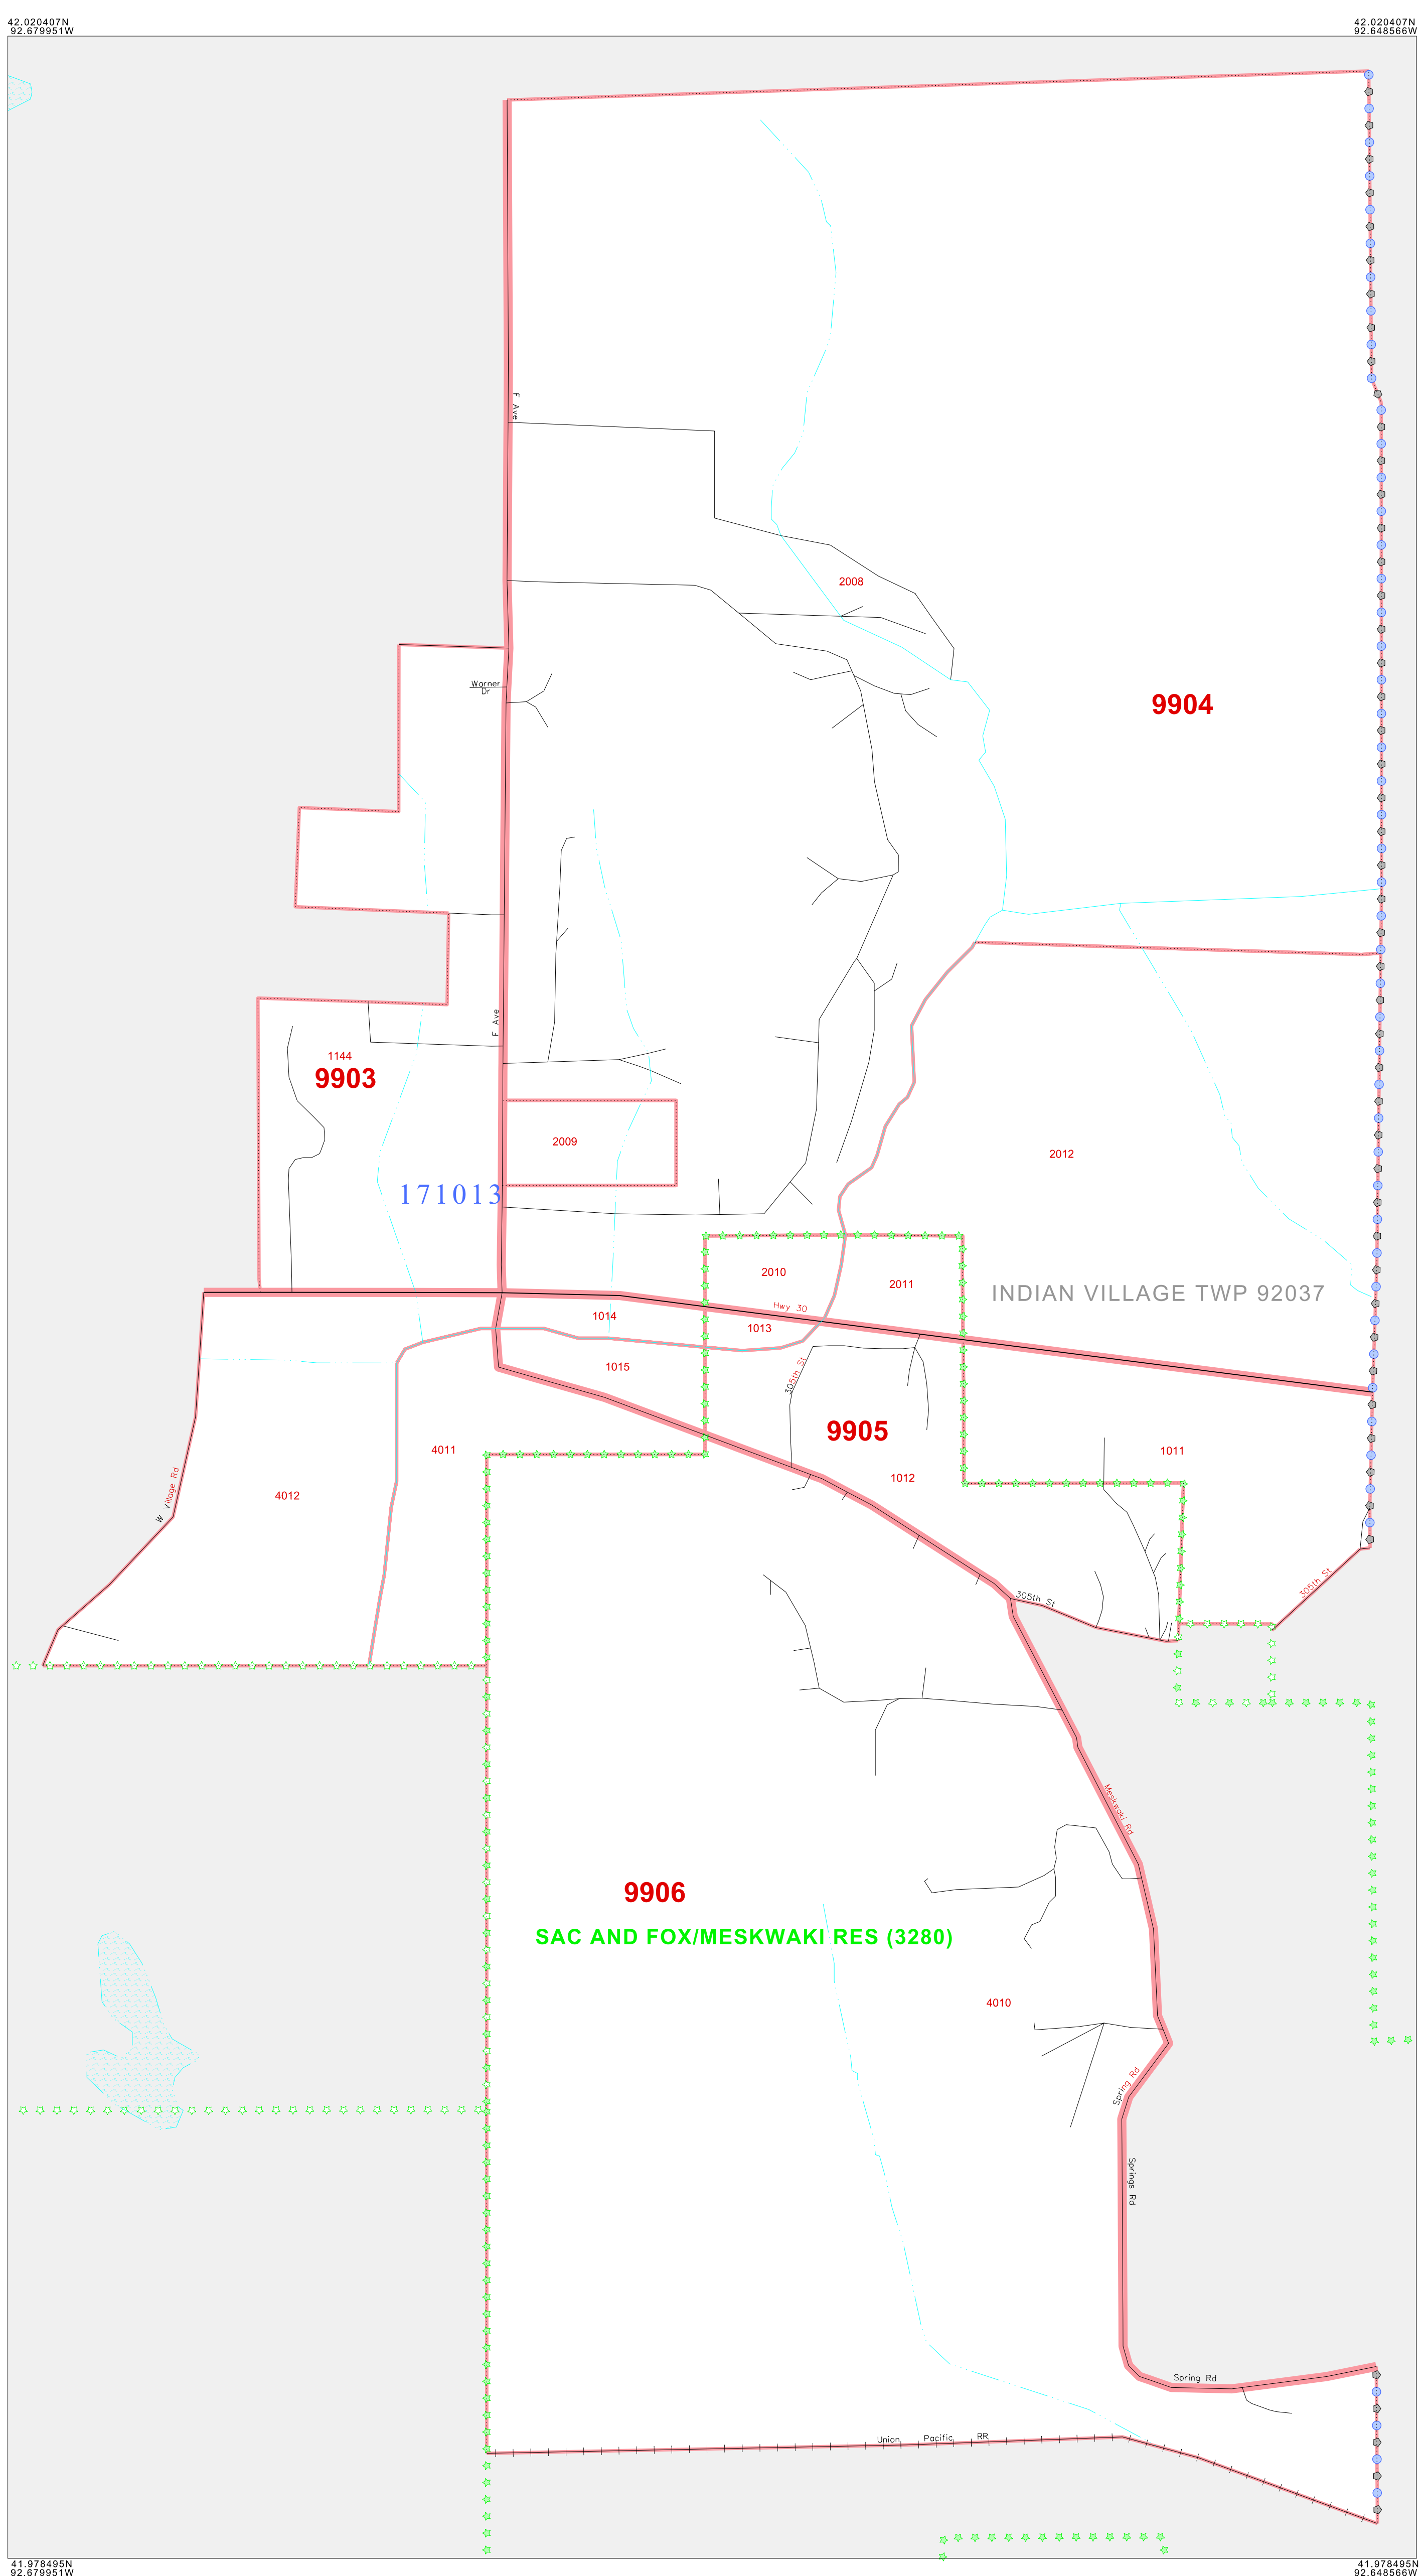 42.020407N
92.679951W
42.020407N
92.648566W
F Ave
2008
Warner
Dr
9904
F Ave
1144
9903
2009
2012
171013
2010
2011
INDIAN VILLAGE TWP 92037
Hwy 30
1014
1013
1015
305th St
9905
4011
1011
1012
4012
W Village Rd
305th St
305th St
Meskwaki Rd
9906
SAC AND FOX/MESKWAKI RES (3280)
4010
Spring Rd
Springs Rd
Spring Rd
Union Pacific RR
41.978495N
92.679951W
41.978495N
92.648566W